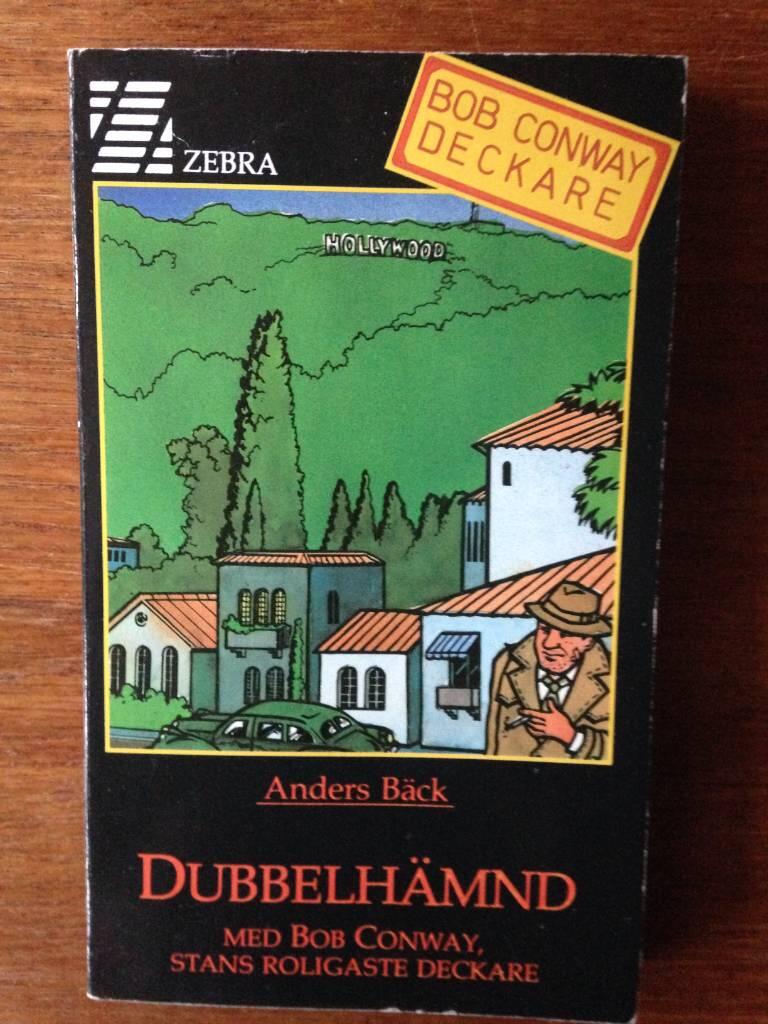 ZEBRA
BOB CONWAY
DECKARE
HOLLYWOOD
Anders Bäck
DUBBELHÄMND
MED BOB CONWAY,
STANS ROLIGASTE DECKARE